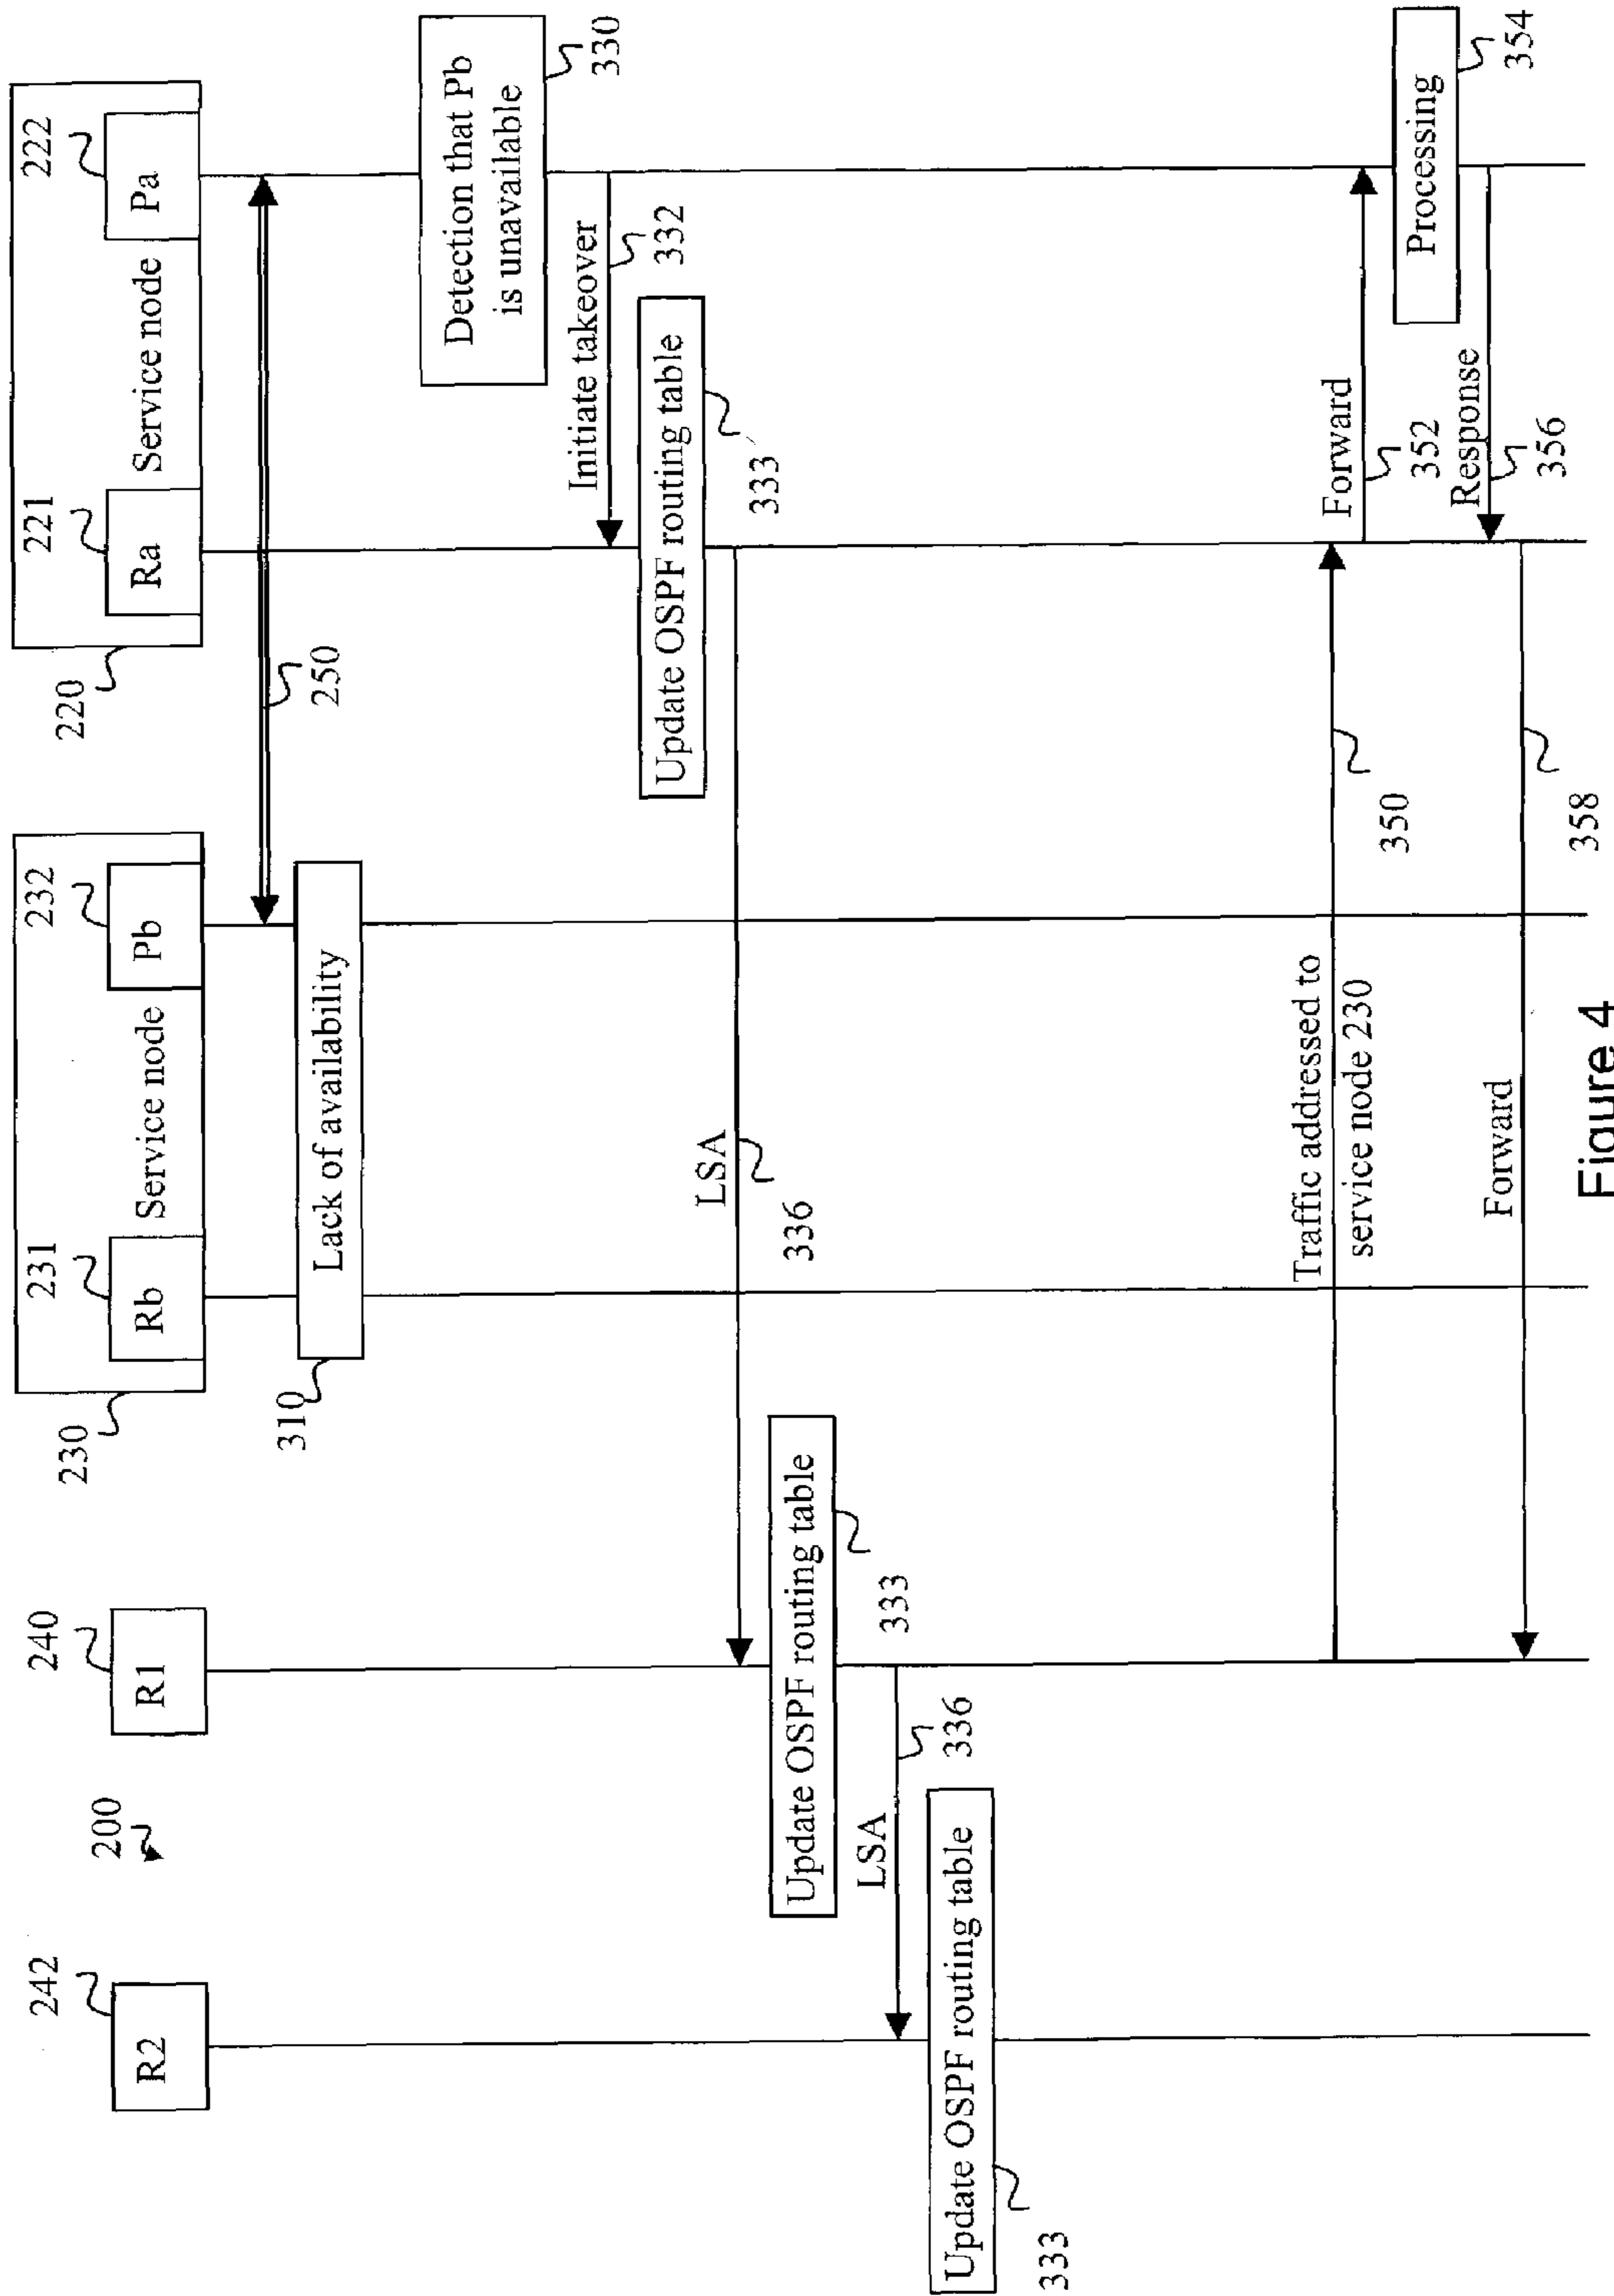 200
242
R2
240
R1
230
231
Rb
Service node
232
Pb
220
221
Ra
Service node
222
Pa
250
310
Lack of availability
Detection that Pb
is unavailable
330
Initiate takeover
332
Update OSPF routing table
333
LSA
336
Update OSPF routing table
333
LSA
336
Update OSPF routing table
333
Traffic addressed to
service node 230
350
Forward
352
Processing
354
Response
356
Forward
358
Figure 4